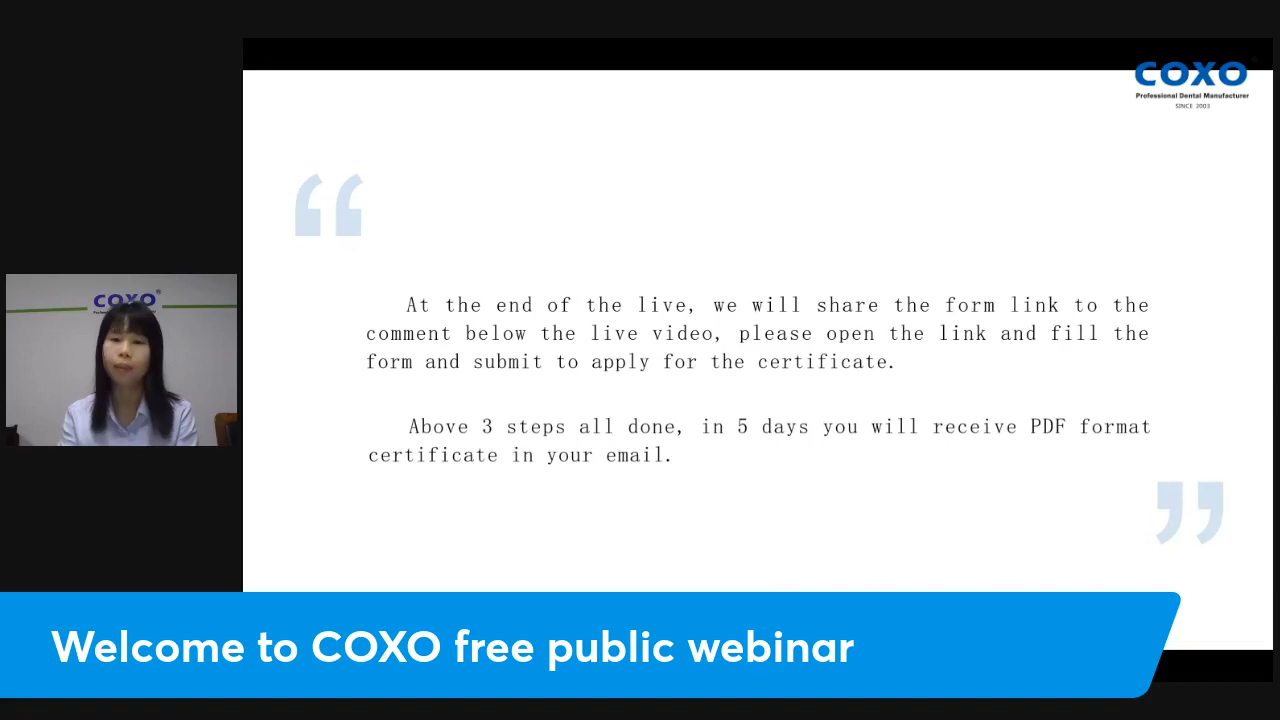 COXO
Professional Dental Manufacturer
SINCE 2003
At the end of the live, we will share the form link to the
comment below the live video, please open the link and fill the
form and submit to apply for the certificate.
Above 3 steps all done, in 5 days you will receive PDF format
certificate in your email.
COXO®
Welcome to COXO free public webinar